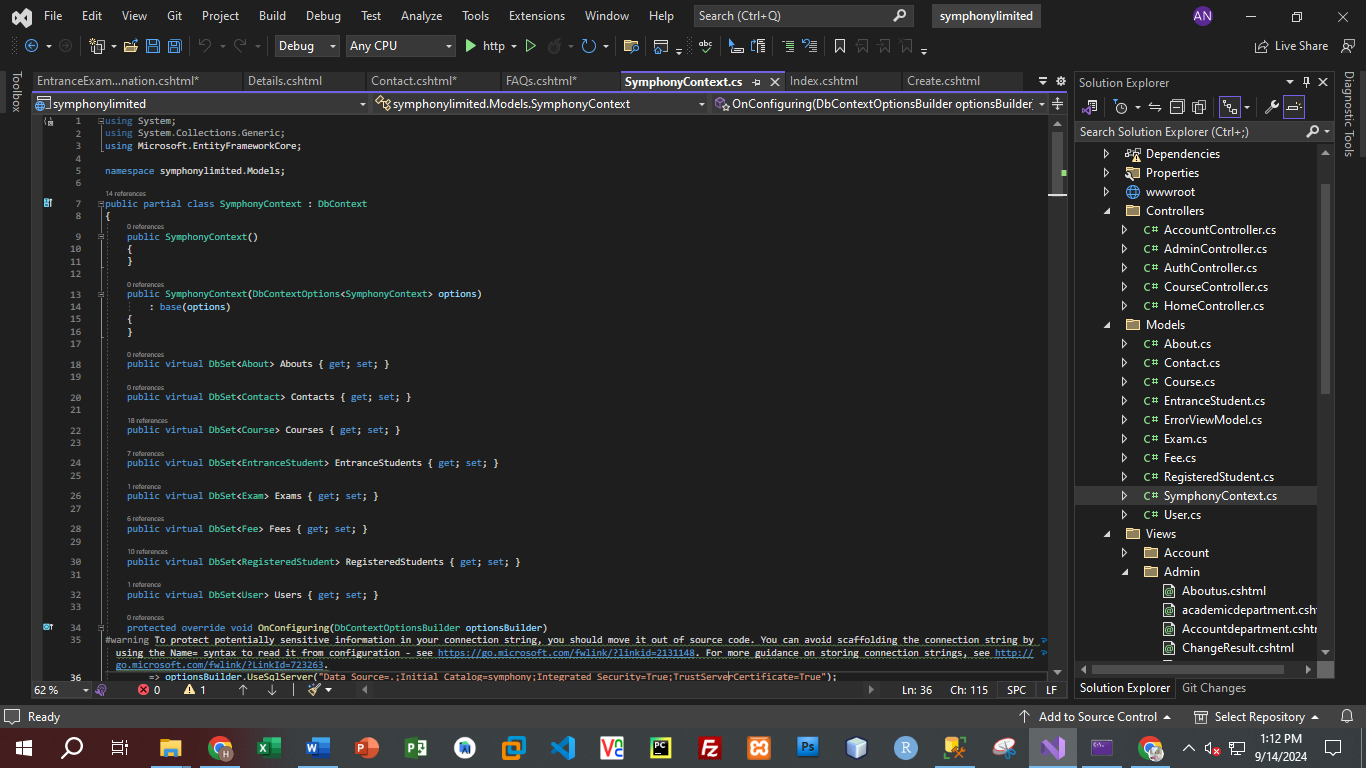 File Edit View Git Project Build Debug Test Analyze Tools Extensions Window Help Search (Ctrl+Q) symphonylimited AN
Debug Any CPU http Live Share
Toolbox
EntranceExam...nation.cshtml* Details.cshtml Contact.cshtml* FAQs.cshtml* SymphonyContext.cs Index.cshtml Create.cshtml
symphonylimited symphonylimited.Models.SymphonyContext OnConfiguring(DbContextOptionsBuilder optionsBuilder)
1 using System;
2 using System.Collections.Generic;
3 using Microsoft.EntityFrameworkCore;
4
5 namespace symphonylimited.Models;
6
14 references
7 public partial class SymphonyContext : DbContext
8 {
0 references
9 public SymphonyContext()
10 {
11 }
12
0 references
13 public SymphonyContext(DbContextOptions<SymphonyContext> options)
14 : base(options)
15 {
16 }
17
0 references
18 public virtual DbSet<About> Abouts { get; set; }
19
0 references
20 public virtual DbSet<Contact> Contacts { get; set; }
21
18 references
22 public virtual DbSet<Course> Courses { get; set; }
23
7 references
24 public virtual DbSet<EntranceStudent> EntranceStudents { get; set; }
25
1 reference
26 public virtual DbSet<Exam> Exams { get; set; }
27
6 references
28 public virtual DbSet<Fee> Fees { get; set; }
29
10 references
30 public virtual DbSet<RegisteredStudent> RegisteredStudents { get; set; }
31
1 reference
32 public virtual DbSet<User> Users { get; set; }
33
0 references
34 protected override void OnConfiguring(DbContextOptionsBuilder optionsBuilder)
35 #warning To protect potentially sensitive information in your connection string, you should move it out of source code. You can avoid scaffolding the connection string by
using the Name= syntax to read it from configuration - see https://go.microsoft.com/fwlink/?linkid=2131148. For more guidance on storing connection strings, see http://
go.microsoft.com/fwlink/?LinkId=723263.
36 => optionsBuilder.UseSqlServer("Data Source=.;Initial Catalog=symphony;Integrated Security=True;TrustServerCertificate=True");
62 % 0 1 Ln: 36 Ch: 115 SPC LF
Solution Explorer
Search Solution Explorer (Ctrl+;)
Dependencies
Properties
wwwroot
Controllers
C# AccountController.cs
C# AdminController.cs
C# AuthController.cs
C# CourseController.cs
C# HomeController.cs
Models
C# About.cs
C# Contact.cs
C# Course.cs
C# EntranceStudent.cs
C# ErrorViewModel.cs
C# Exam.cs
C# Fee.cs
C# RegisteredStudent.cs
C# SymphonyContext.cs
C# User.cs
Views
Account
Admin
Aboutus.cshtml
academicdepartment.csht
Accountdepartment.cshtm
ChangeResult.cshtml
Solution Explorer Git Changes
Diagnostic Tools
Ready Add to Source Control Select Repository
1:12 PM
9/14/2024